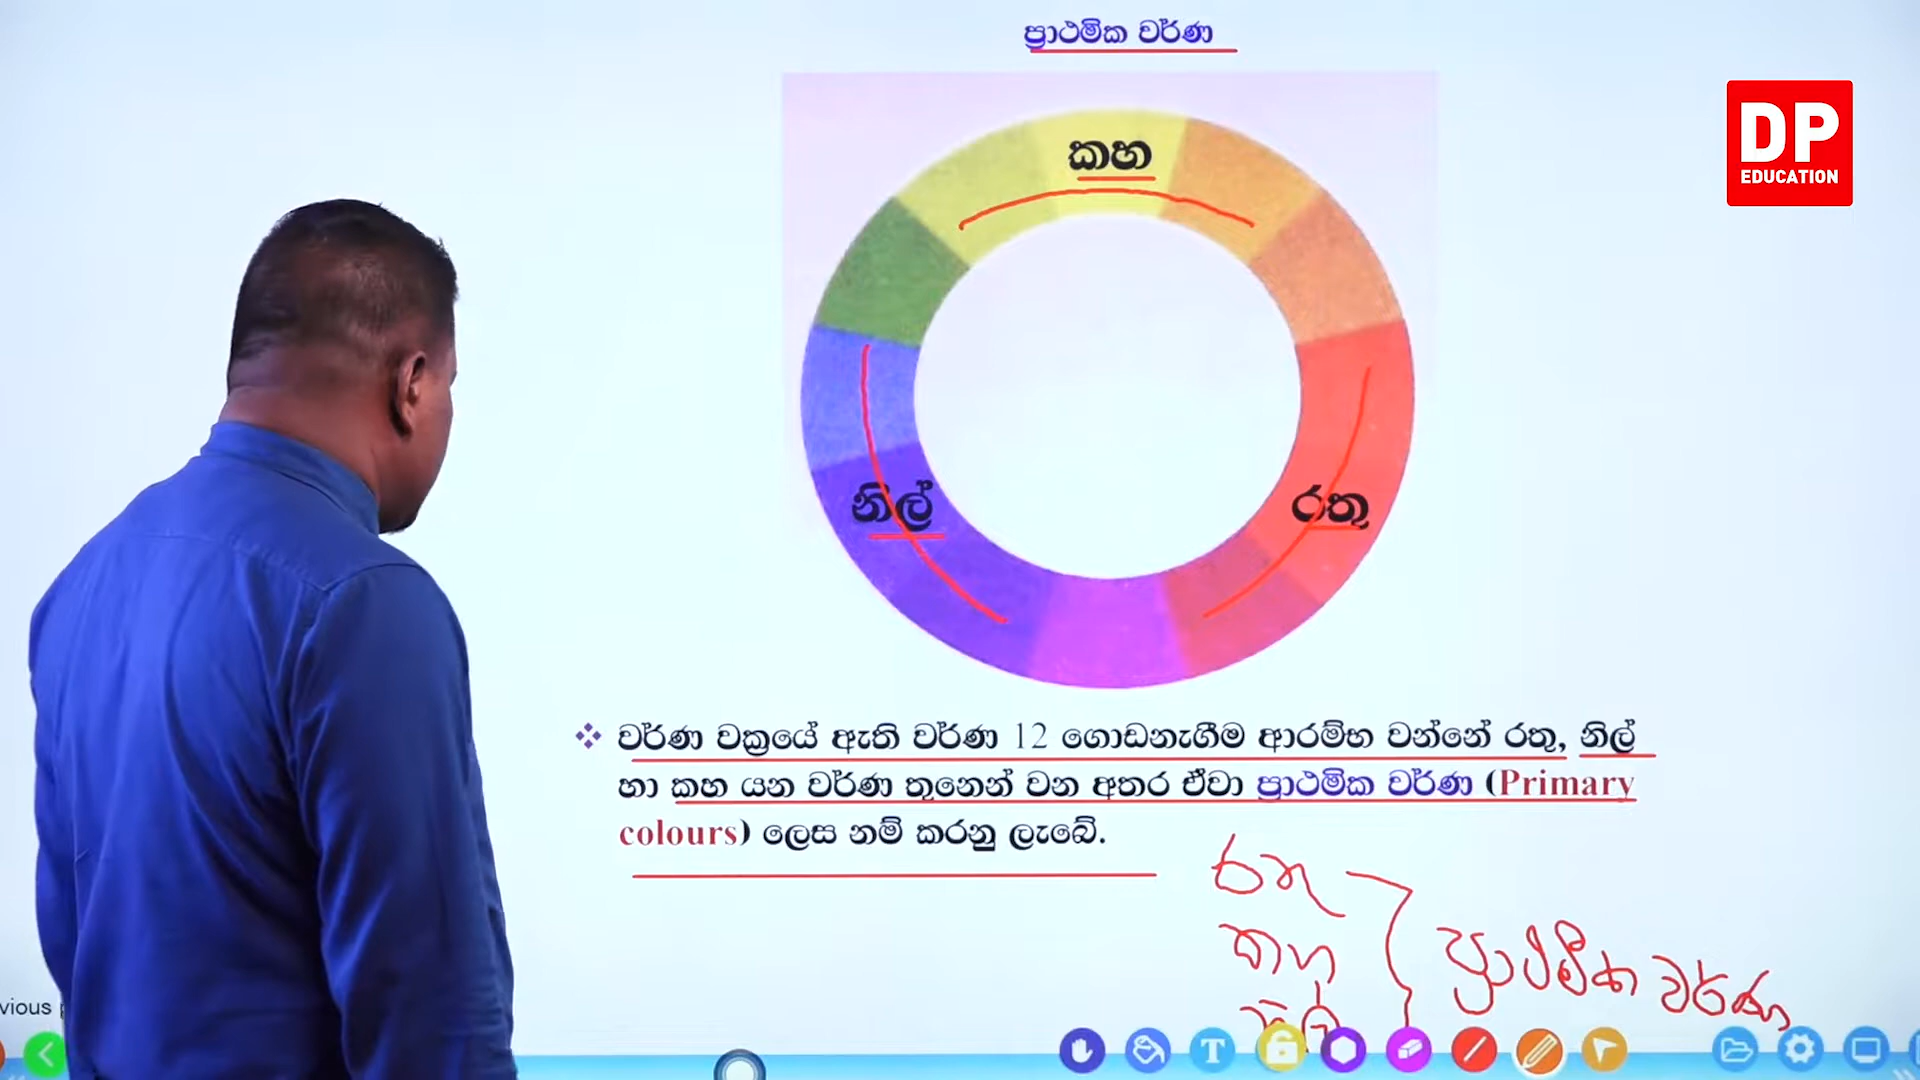 ප්‍රාථමික වර්ණ
DP
EDUCATION
කහ
නිල්
රතු
❖ වර්ණ චක්‍රයේ ඇති වර්ණ 12 ගොඩනැගීම ආරම්භ වන්නේ රතු, නිල්
හා කහ යන වර්ණ තුනෙන් වන අතර ඒවා ප්‍රාථමික වර්ණ (Primary
colours) ලෙස නම් කරනු ලැබේ.
රතු
කහ
ප්‍රාථමික වර්ණ
vious
T